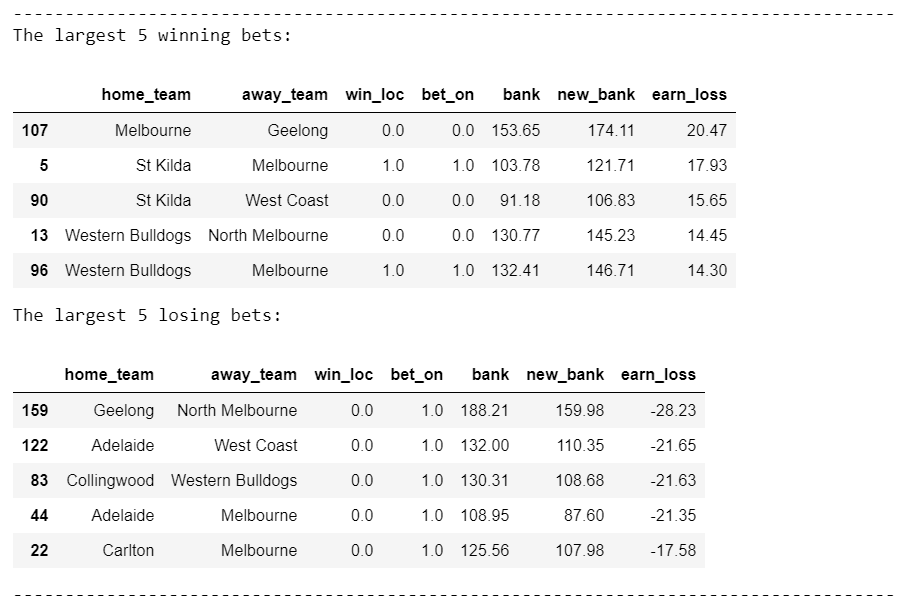 The largest 5 winning bets:
home_team away_team win_loc bet_on bank new_bank earn_loss
107 Melbourne Geelong 0.0 0.0 153.65 174.11 20.47
5 St Kilda Melbourne 1.0 1.0 103.78 121.71 17.93
90 St Kilda West Coast 0.0 0.0 91.18 106.83 15.65
13 Western Bulldogs North Melbourne 0.0 0.0 130.77 145.23 14.45
96 Western Bulldogs Melbourne 1.0 1.0 132.41 146.71 14.30
The largest 5 losing bets:
home_team away_team win_loc bet_on bank new_bank earn_loss
159 Geelong North Melbourne 0.0 1.0 188.21 159.98 -28.23
122 Adelaide West Coast 0.0 1.0 132.00 110.35 -21.65
83 Collingwood Western Bulldogs 0.0 1.0 130.31 108.68 -21.63
44 Adelaide Melbourne 0.0 1.0 108.95 87.60 -21.35
22 Carlton Melbourne 0.0 1.0 125.56 107.98 -17.58